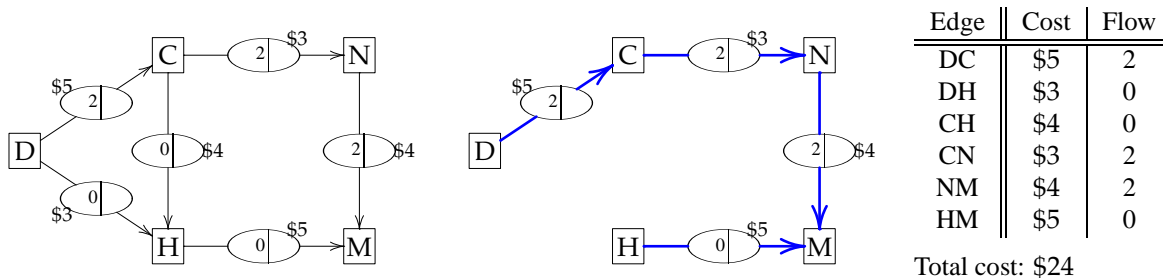 C 2 $3 N
$5 2
D 0 $4 2 $4
$3 0
H 0 $5 M
C 2 $3 N
$5 2
D 2 $4
H 0 $5 M
Edge Cost Flow
DC $5 2
DH $3 0
CH $4 0
CN $3 2
NM $4 2
HM $5 0
Total cost: $24